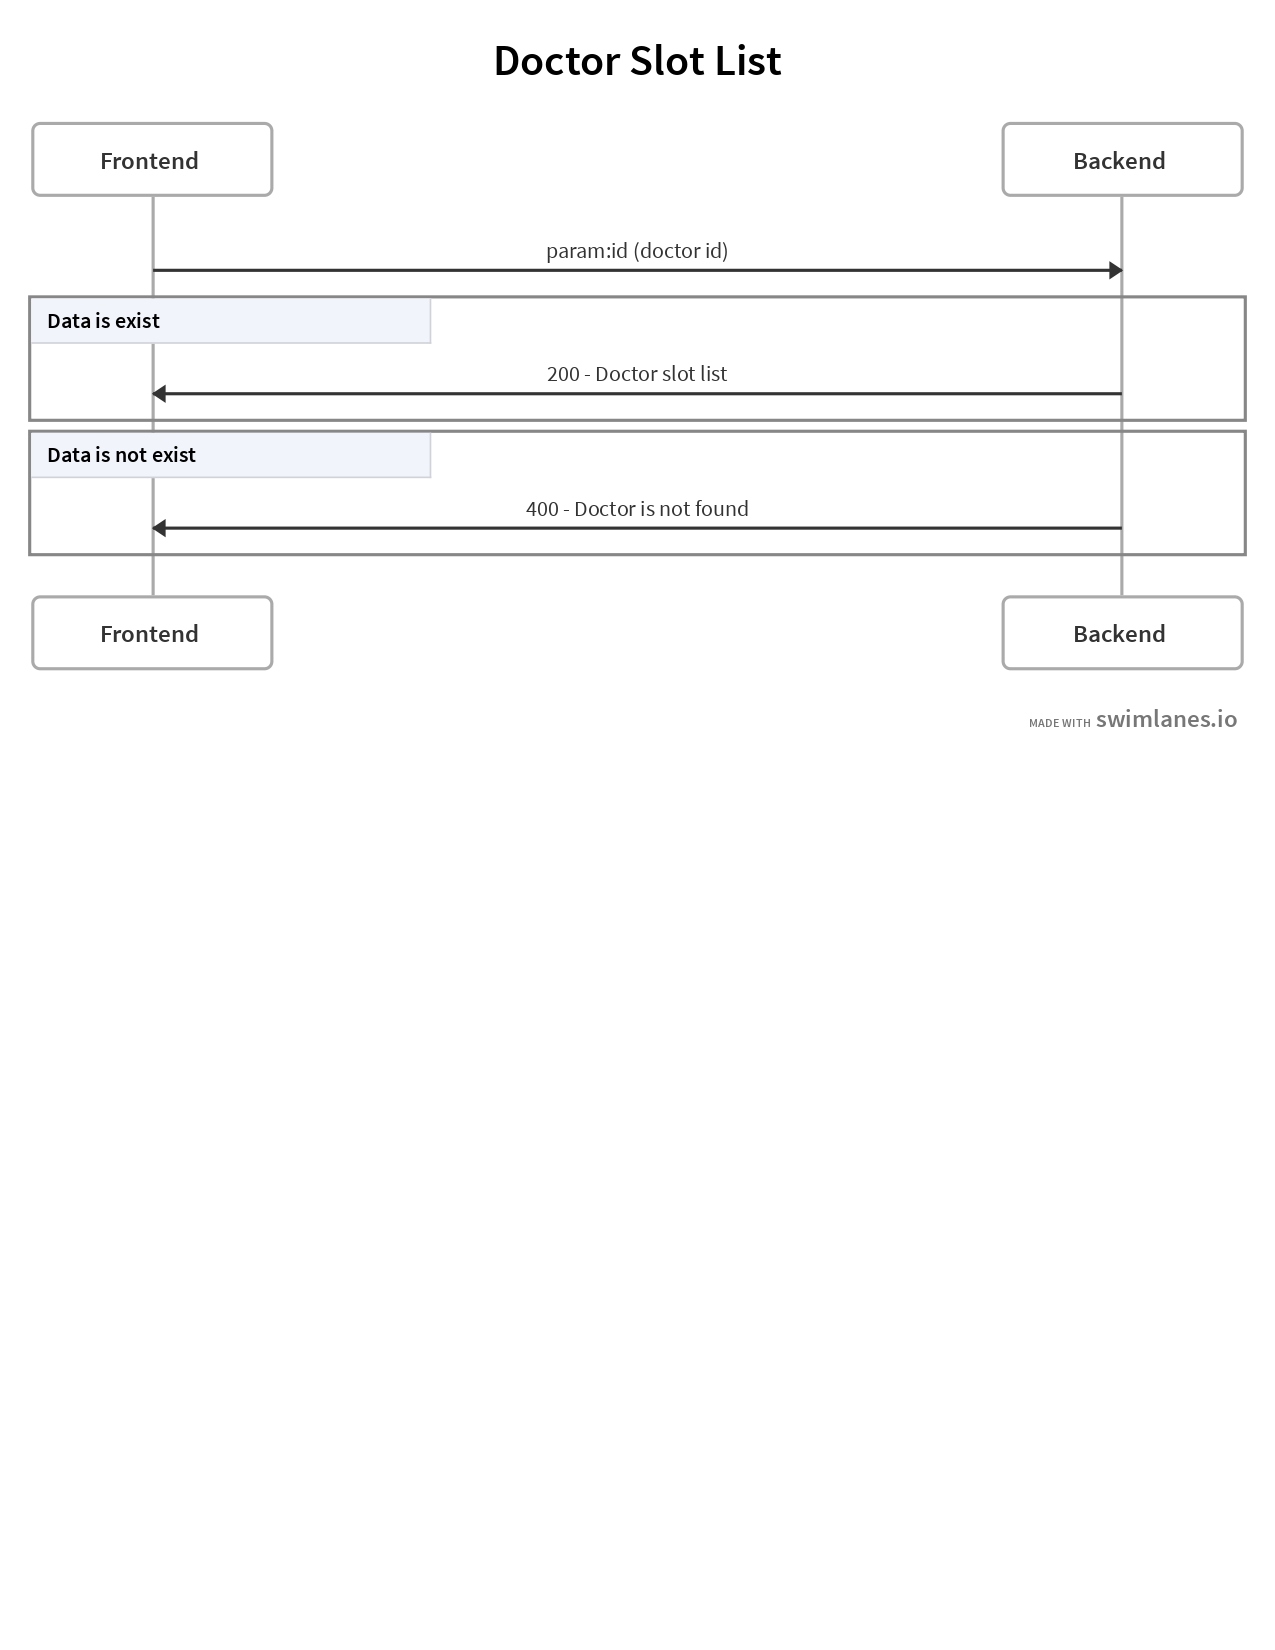 Doctor Slot List
Frontend
Backend
param:id (doctor id)
Data is exist
200 - Doctor slot list
Data is not exist
400 - Doctor is not found
Frontend
Backend
MADE WITH swimlanes.io